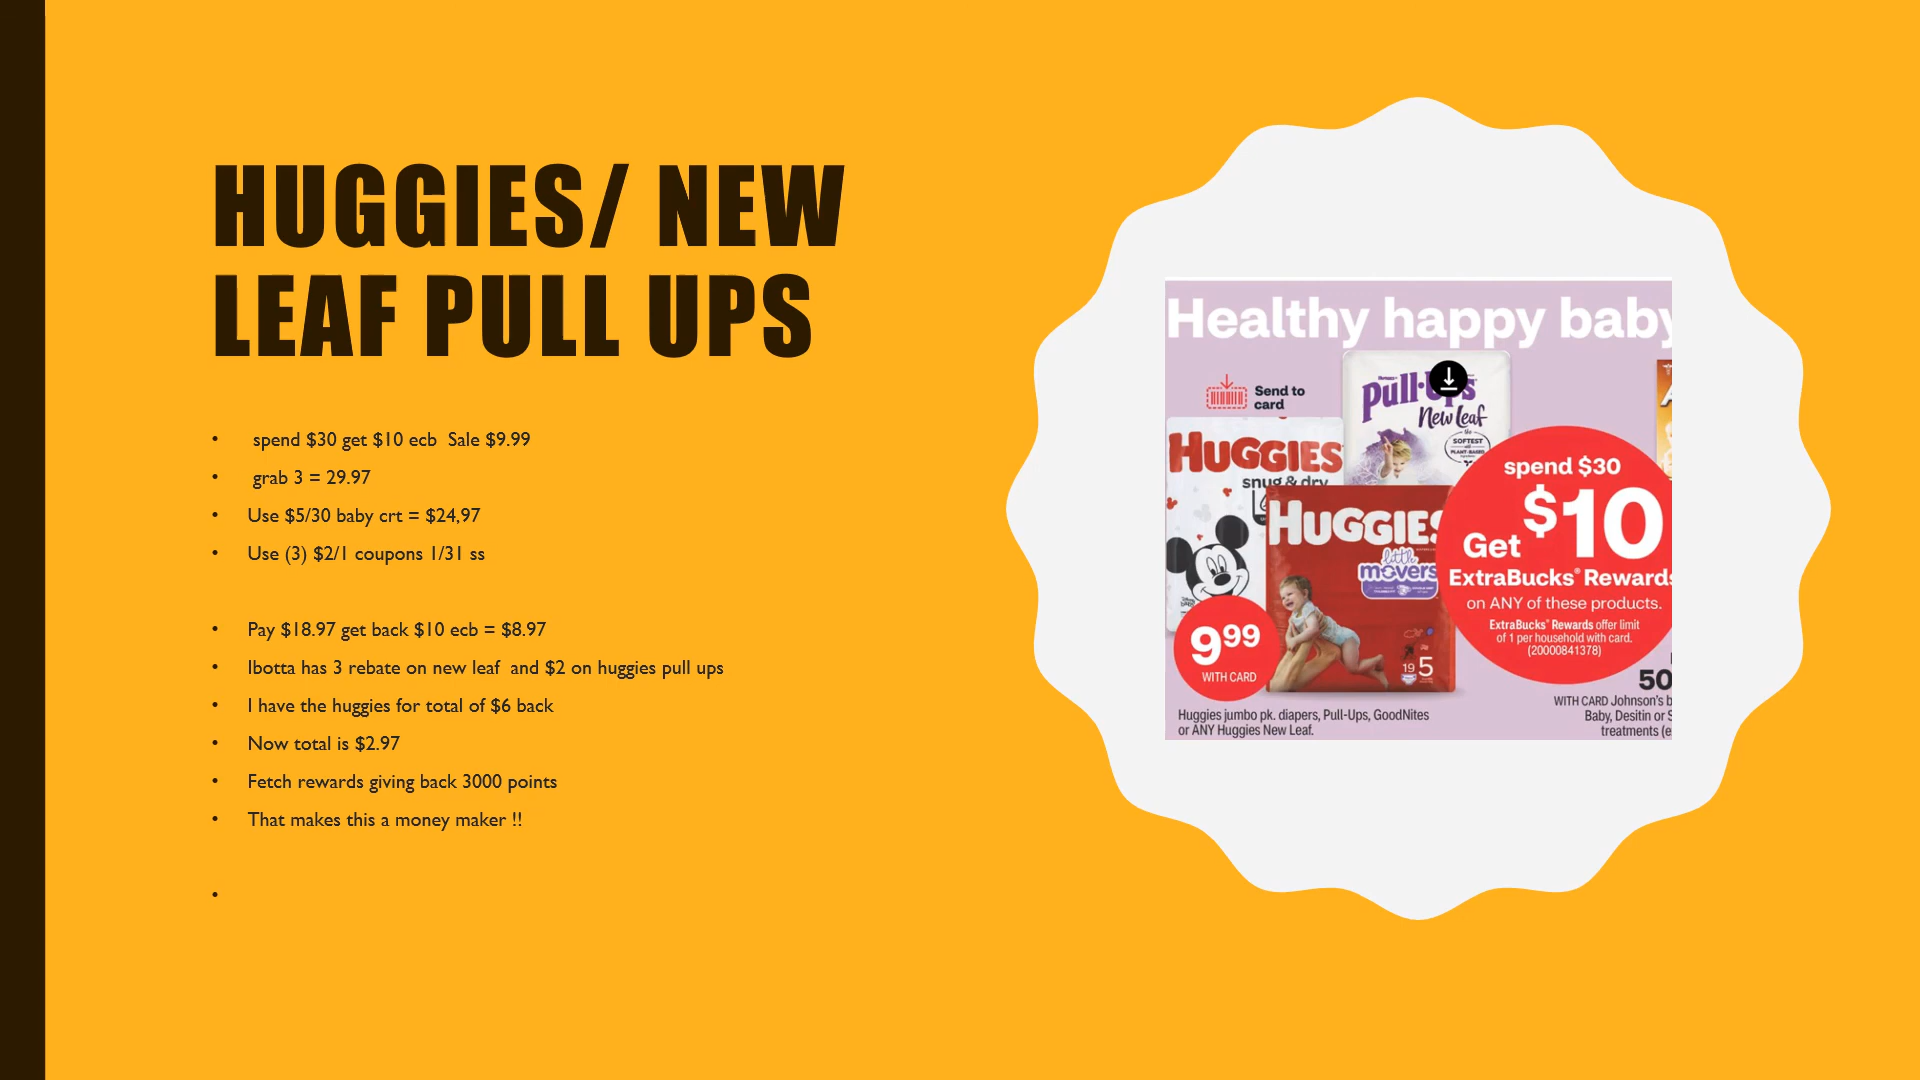 HUGGIES/ NEW
LEAF PULL UPS
• spend $30 get $10 ecb Sale $9.99
• grab 3 = 29.97
• Use $5/30 baby crt = $24,97
• Use (3) $2/1 coupons 1/31 ss
• Pay $18.97 get back $10 ecb = $8.97
• Ibotta has 3 rebate on new leaf and $2 on huggies pull ups
• I have the huggies for total of $6 back
• Now total is $2.97
• Fetch rewards giving back 3000 points
• That makes this a money maker !!
•
Healthy happy baby
Send to
card
Pull-Ups
New Leaf
the
SOFTEST
PLANT-BASED
HUGGIES
snug & dry
HUGGIES
little
movers
19 5
9.99
WITH CARD
spend $30
Get $10
ExtraBucks® Rewards
on ANY of these products.
ExtraBucks® Rewards offer limit
of 1 per household with card.
(20000841378)
Huggies jumbo pk. diapers, Pull-Ups, GoodNites
or ANY Huggies New Leaf.
50
WITH CARD Johnson's b
Baby, Desitin or S
treatments (e